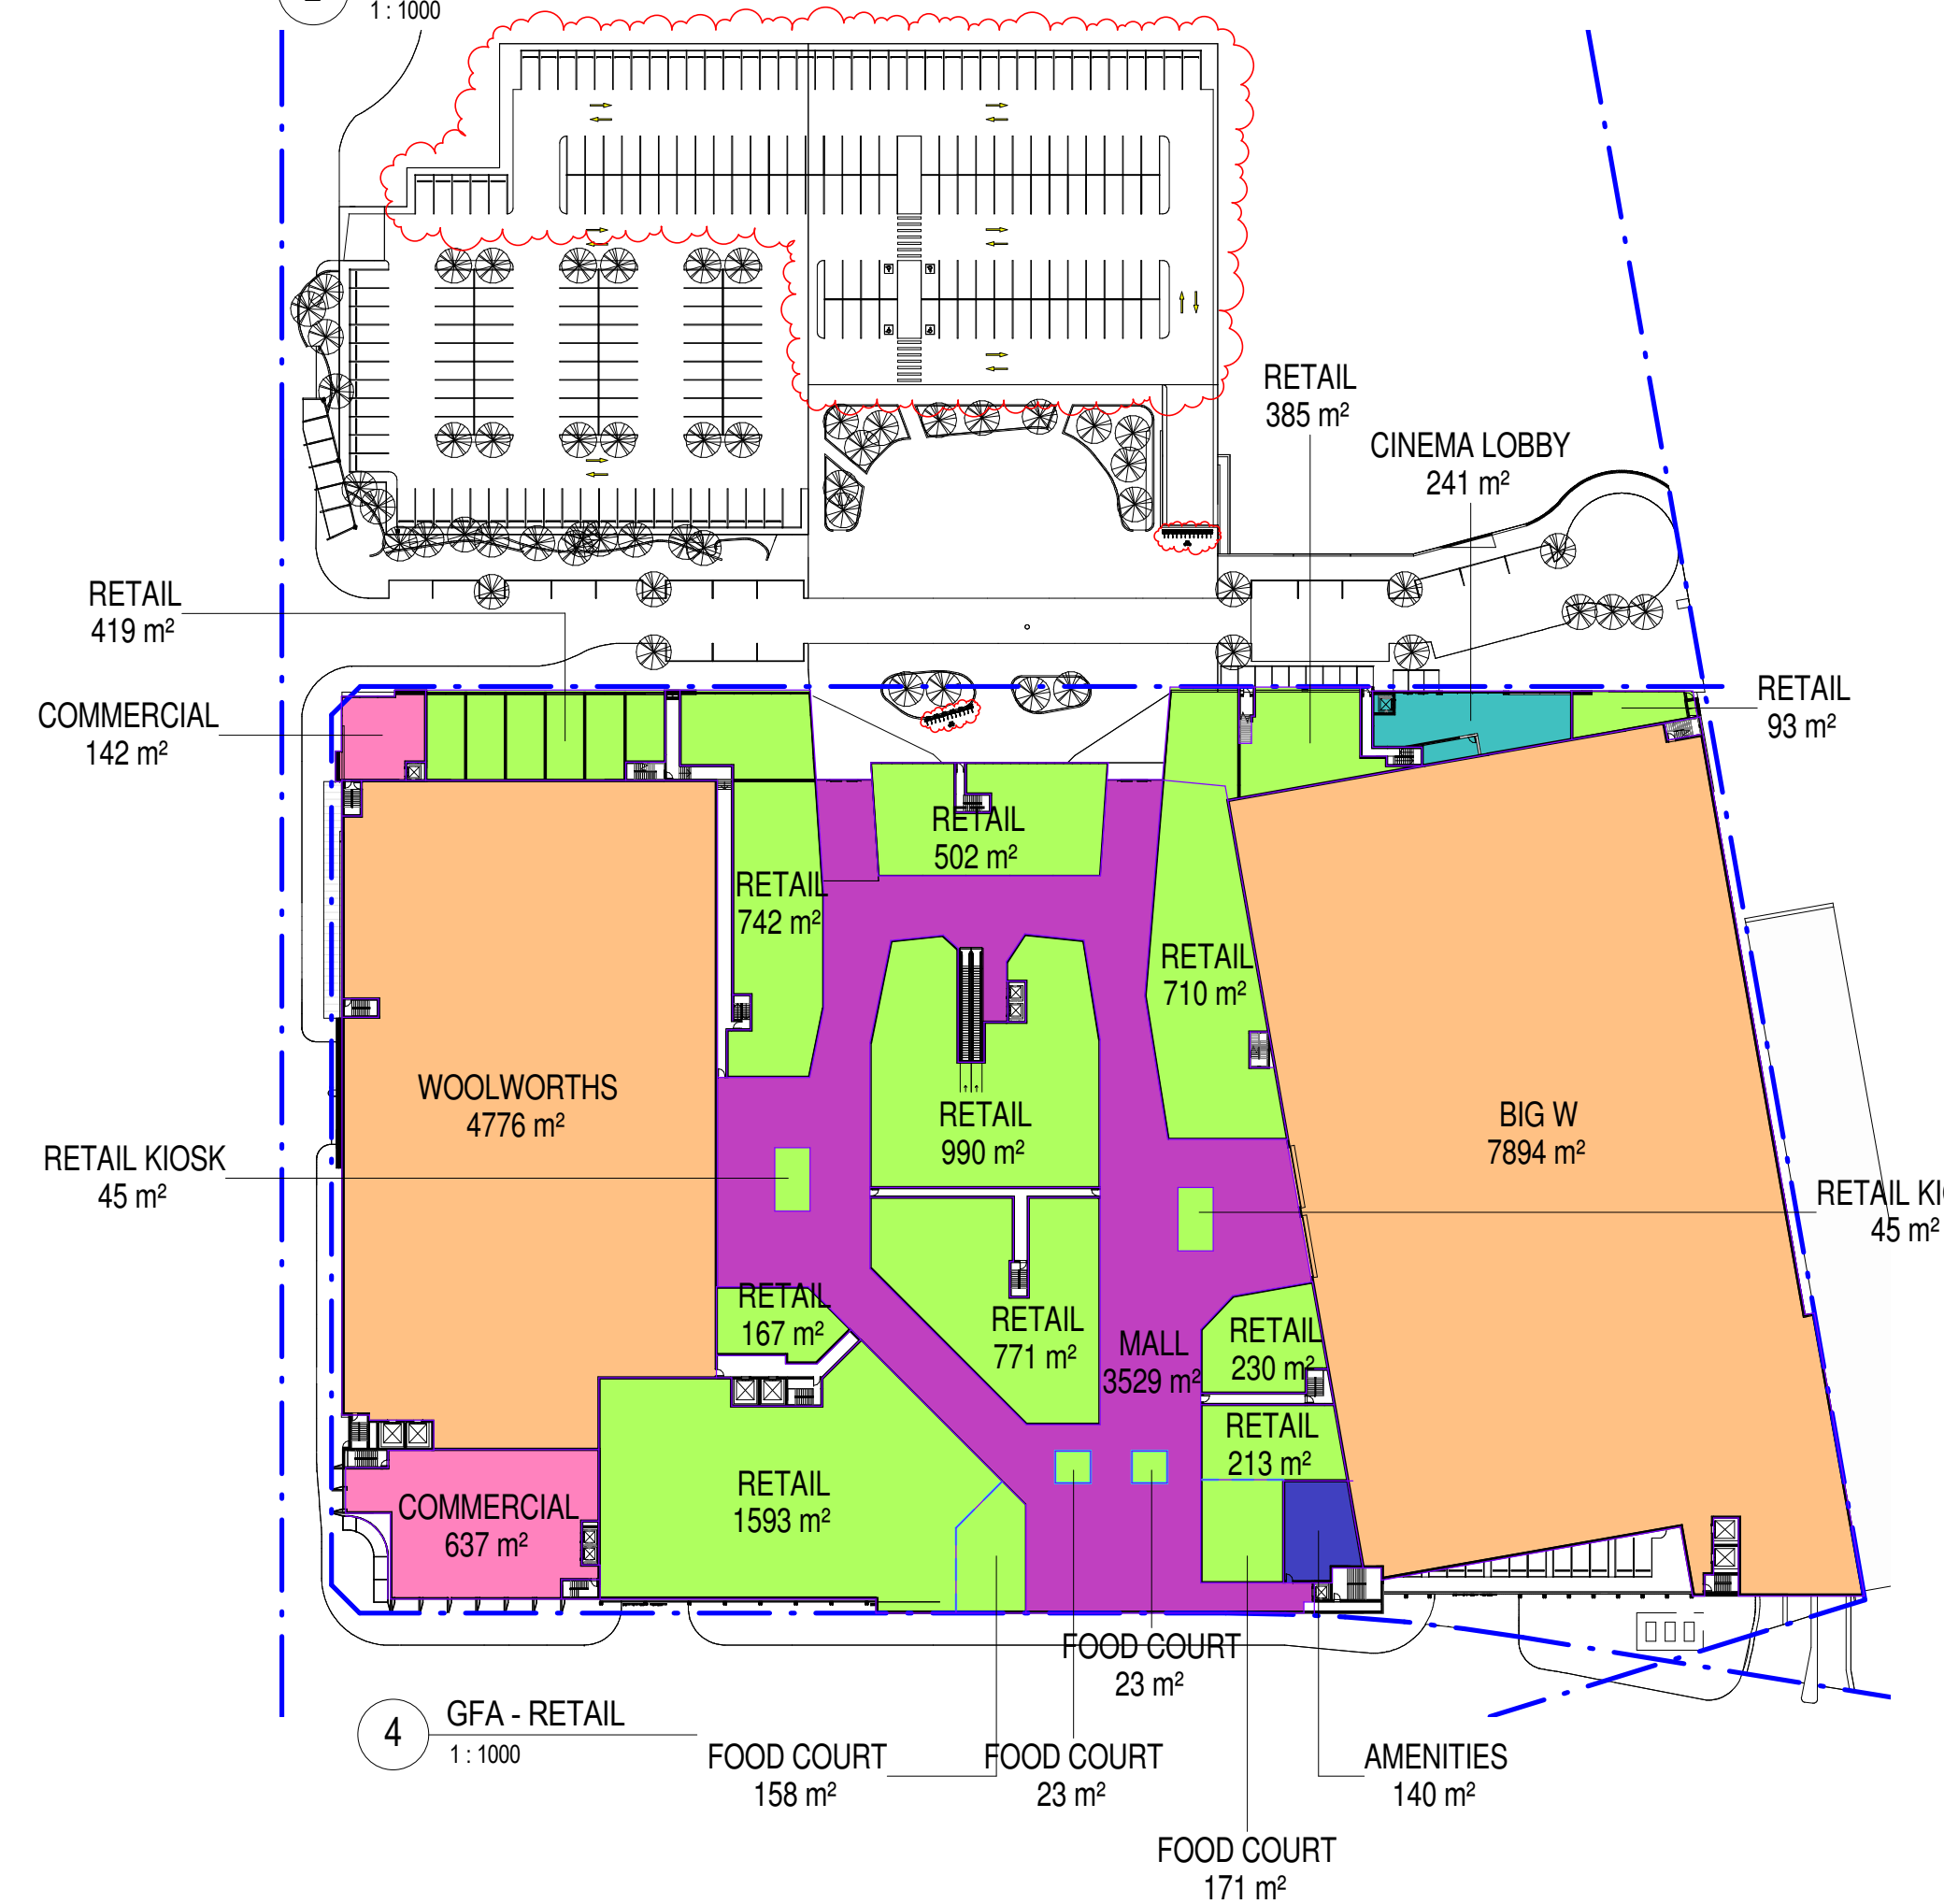 1 : 1000
RETAIL
385 m²
CINEMA LOBBY
241 m²
RETAIL
419 m²
COMMERCIAL
142 m²
RETAIL
93 m²
RETAIL
502 m²
RETAIL
742 m²
RETAIL
710 m²
WOOLWORTHS
4776 m²
RETAIL
990 m²
BIG W
7894 m²
RETAIL KIOSK
45 m²
RETAIL KI
45 m²
RETAIL
167 m²
RETAIL
771 m²
MALL
3529 m²
RETAIL
230 m²
RETAIL
213 m²
RETAIL
1593 m²
COMMERCIAL
637 m²
FOOD COURT
23 m²
4
GFA - RETAIL
1 : 1000
FOOD COURT
158 m²
FOOD COURT
23 m²
AMENITIES
140 m²
FOOD COURT
171 m²